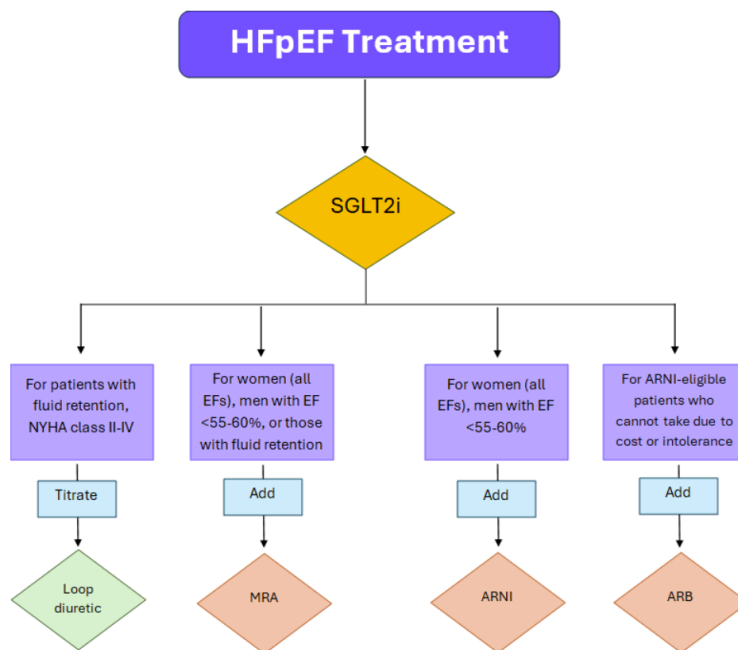 HFpEF Treatment
SGLT2i
For patients with
fluid retention,
NYHA class II-IV
Titrate
Loop
diuretic
For women (all
EFs), men with EF
<55-60%, or those
with fluid retention
Add
MRA
For women (all
EFs), men with EF
<55-60%
Add
ARNI
For ARNI-eligible
patients who
cannot take due to
cost or intolerance
Add
ARB